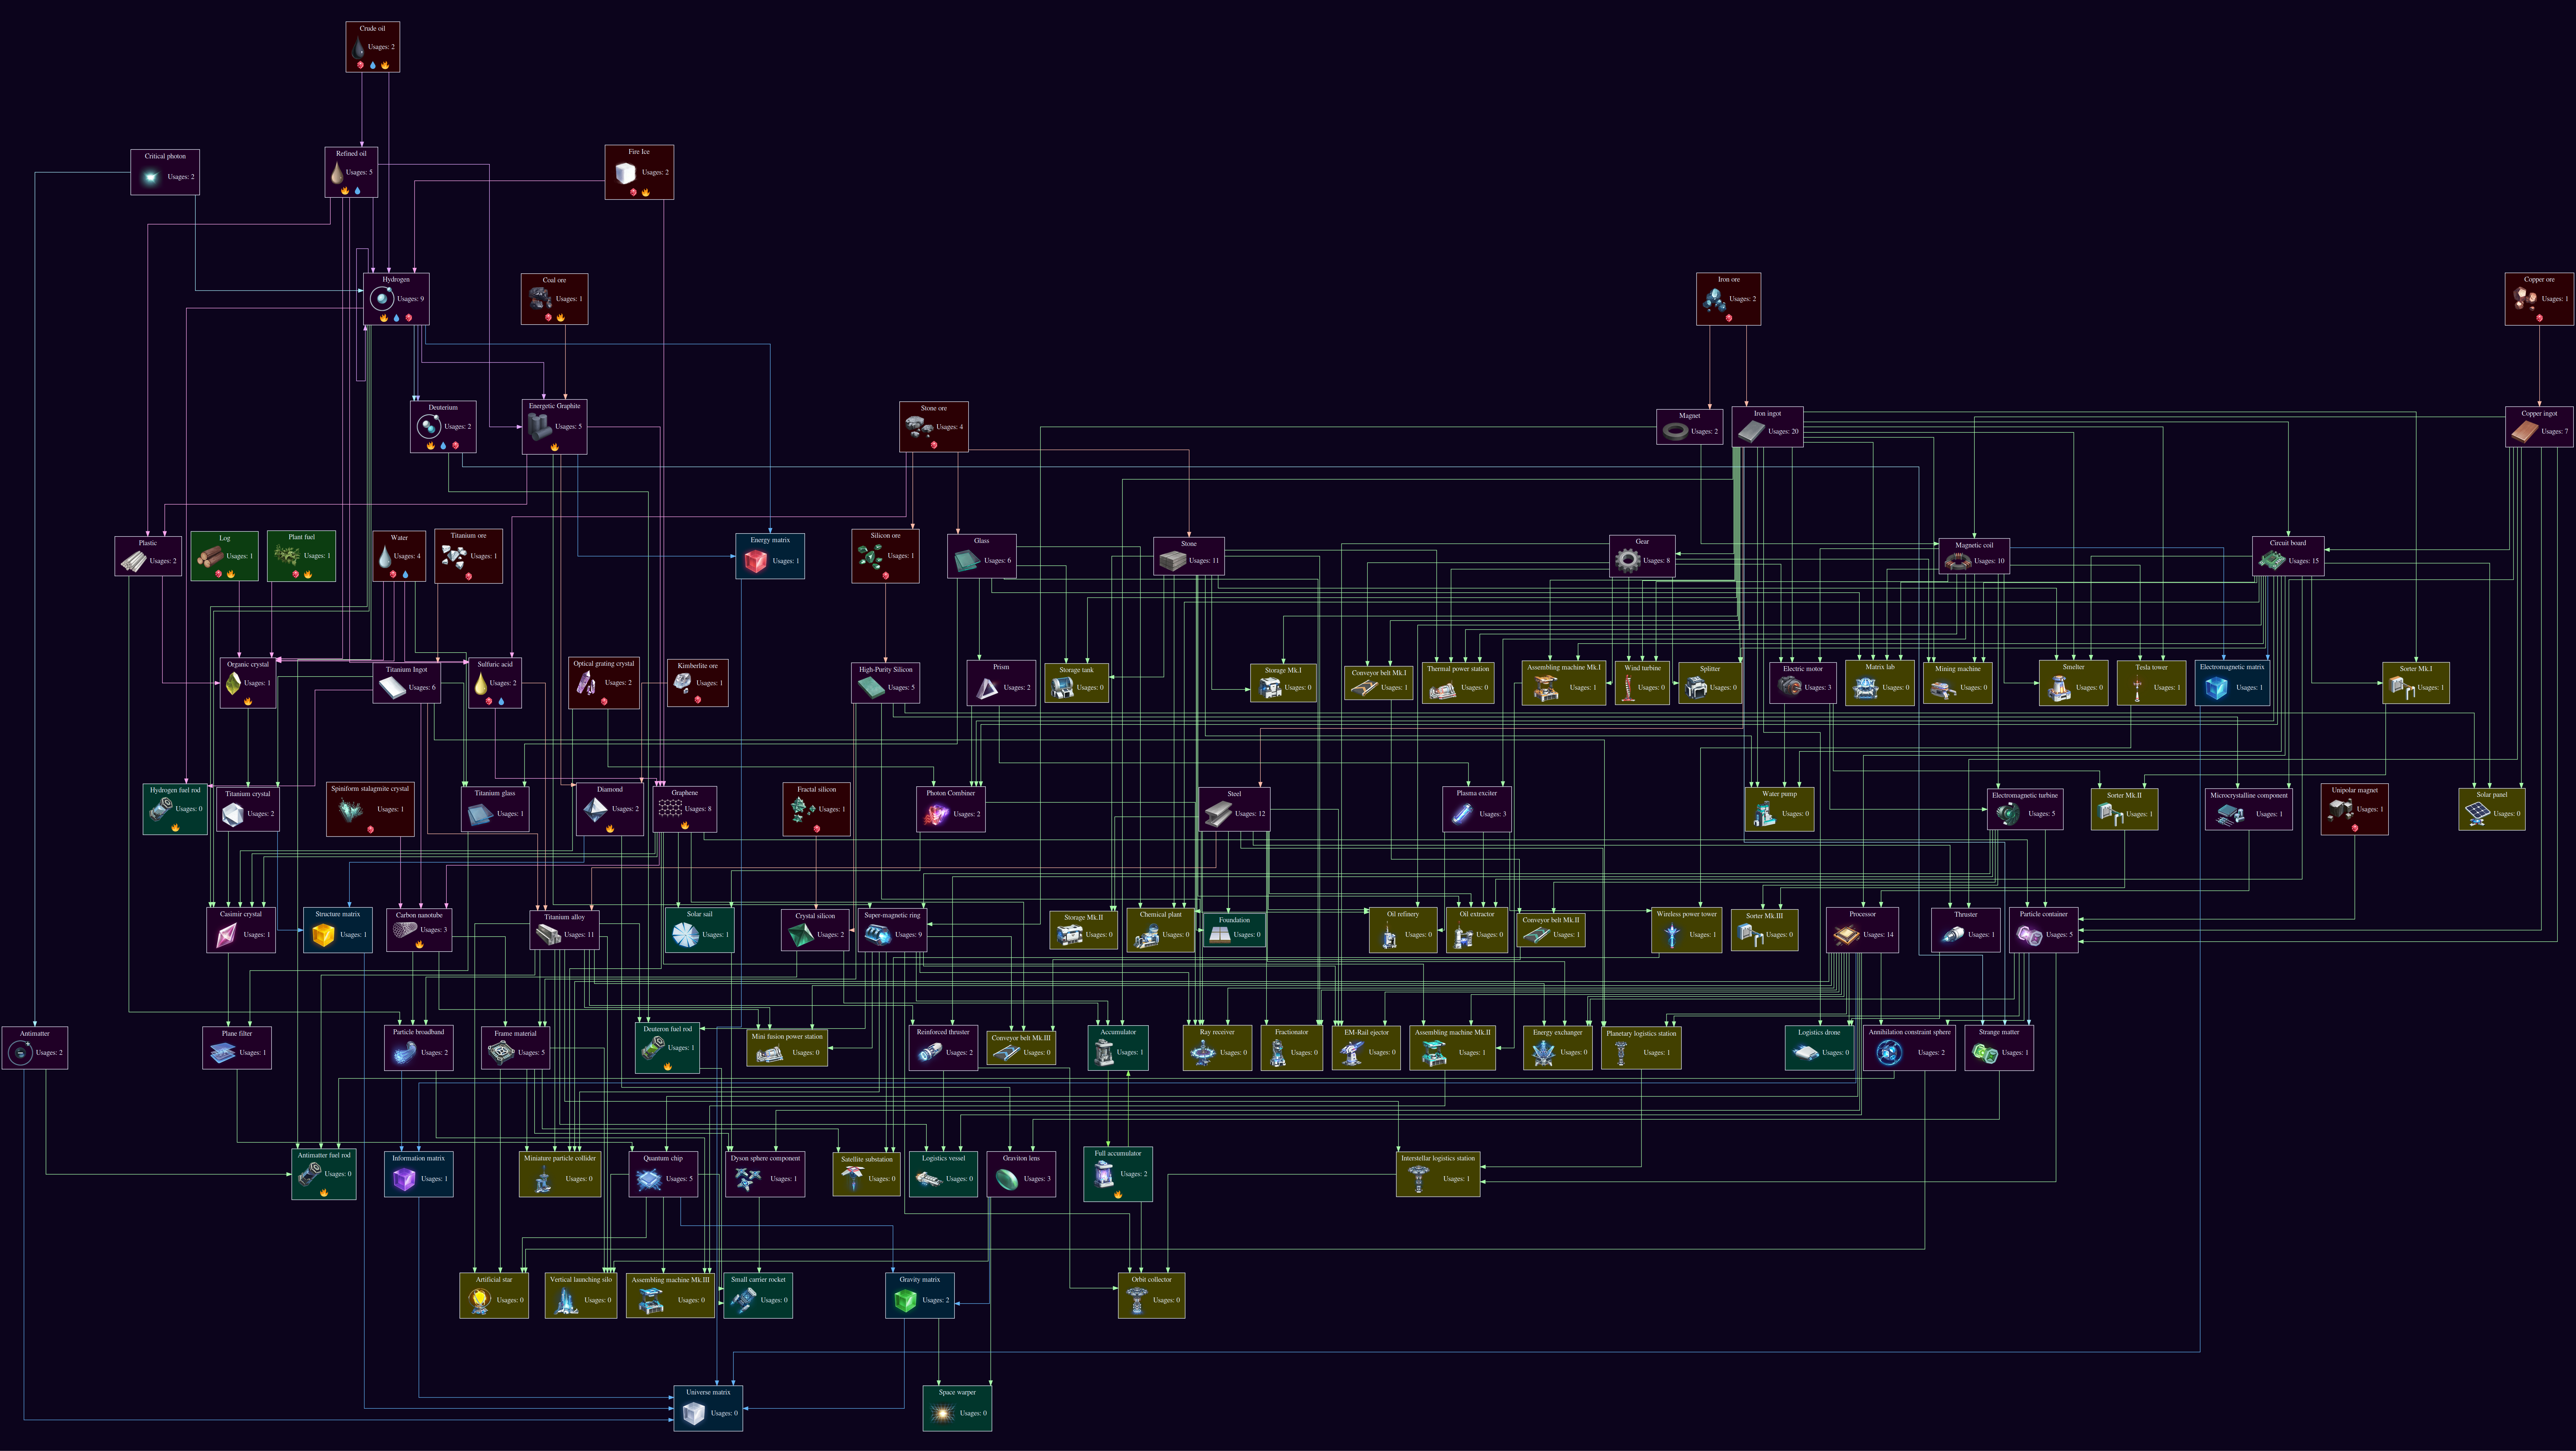 Crude oil
Usages: 2
Critical photon
Usages: 2
Refined oil
Usages: 5
Fire Ice
Usages: 2
Hydrogen
Usages: 9
Coal ore
Usages: 1
Iron ore
Usages: 2
Copper ore
Usages: 1
Deuterium
Usages: 2
Energetic Graphite
Usages: 5
Stone ore
Usages: 4
Magnet
Usages: 2
Iron ingot
Usages: 20
Copper ingot
Usages: 7
Plastic
Usages: 2
Log
Usages: 1
Plant fuel
Usages: 1
Water
Usages: 4
Titanium ore
Usages: 1
Energy matrix
Usages: 1
Silicon ore
Usages: 1
Glass
Usages: 6
Stone
Usages: 11
Gear
Usages: 8
Magnetic coil
Usages: 10
Circuit board
Usages: 15
Organic crystal
Usages: 1
Titanium Ingot
Usages: 6
Sulfuric acid
Usages: 2
Optical grating crystal
Usages: 2
Kimberlite ore
Usages: 1
High-Purity Silicon
Usages: 5
Prism
Usages: 2
Storage tank
Usages: 0
Storage Mk.I
Usages: 0
Conveyor belt Mk.I
Usages: 1
Thermal power station
Usages: 0
Assembling machine Mk.I
Usages: 1
Wind turbine
Usages: 0
Splitter
Usages: 0
Electric motor
Usages: 3
Matrix lab
Usages: 0
Mining machine
Usages: 0
Smelter
Usages: 0
Tesla tower
Usages: 1
Electromagnetic matrix
Usages: 1
Sorter Mk.I
Usages: 1
Hydrogen fuel rod
Usages: 0
Titanium crystal
Usages: 2
Spiniform stalagmite crystal
Usages: 1
Titanium glass
Usages: 1
Diamond
Usages: 2
Graphene
Usages: 8
Fractal silicon
Usages: 1
Photon Combiner
Usages: 2
Steel
Usages: 12
Plasma exciter
Usages: 3
Water pump
Usages: 0
Electromagnetic turbine
Usages: 5
Sorter Mk.II
Usages: 1
Microcrystalline component
Usages: 1
Unipolar magnet
Usages: 1
Solar panel
Usages: 0
Casimir crystal
Usages: 1
Structure matrix
Usages: 1
Carbon nanotube
Usages: 3
Titanium alloy
Usages: 11
Solar sail
Usages: 1
Crystal silicon
Usages: 2
Super-magnetic ring
Usages: 9
Storage Mk.II
Usages: 0
Chemical plant
Usages: 0
Foundation
Usages: 0
Oil refinery
Usages: 0
Oil extractor
Usages: 0
Conveyor belt Mk.II
Usages: 1
Wireless power tower
Usages: 1
Sorter Mk.III
Usages: 0
Processor
Usages: 14
Thruster
Usages: 1
Particle container
Usages: 5
Antimatter
Usages: 2
Plane filter
Usages: 1
Particle broadband
Usages: 2
Frame material
Usages: 5
Deuteron fuel rod
Usages: 1
Mini fusion power station
Usages: 0
Reinforced thruster
Usages: 2
Conveyor belt Mk.III
Usages: 0
Accumulator
Usages: 1
Ray receiver
Usages: 0
Fractionator
Usages: 0
EM-Rail ejector
Usages: 0
Assembling machine Mk.II
Usages: 1
Energy exchanger
Usages: 0
Planetary logistics station
Usages: 1
Logistics drone
Usages: 0
Annihilation constraint sphere
Usages: 2
Strange matter
Usages: 1
Antimatter fuel rod
Usages: 0
Information matrix
Usages: 1
Miniature particle collider
Usages: 0
Quantum chip
Usages: 5
Dyson sphere component
Usages: 1
Satellite substation
Usages: 0
Logistics vessel
Usages: 0
Graviton lens
Usages: 3
Full accumulator
Usages: 2
Interstellar logistics station
Usages: 1
Artificial star
Usages: 0
Vertical launching silo
Usages: 0
Assembling machine Mk.III
Usages: 0
Small carrier rocket
Usages: 0
Gravity matrix
Usages: 2
Orbit collector
Usages: 0
Universe matrix
Usages: 0
Space warper
Usages: 0